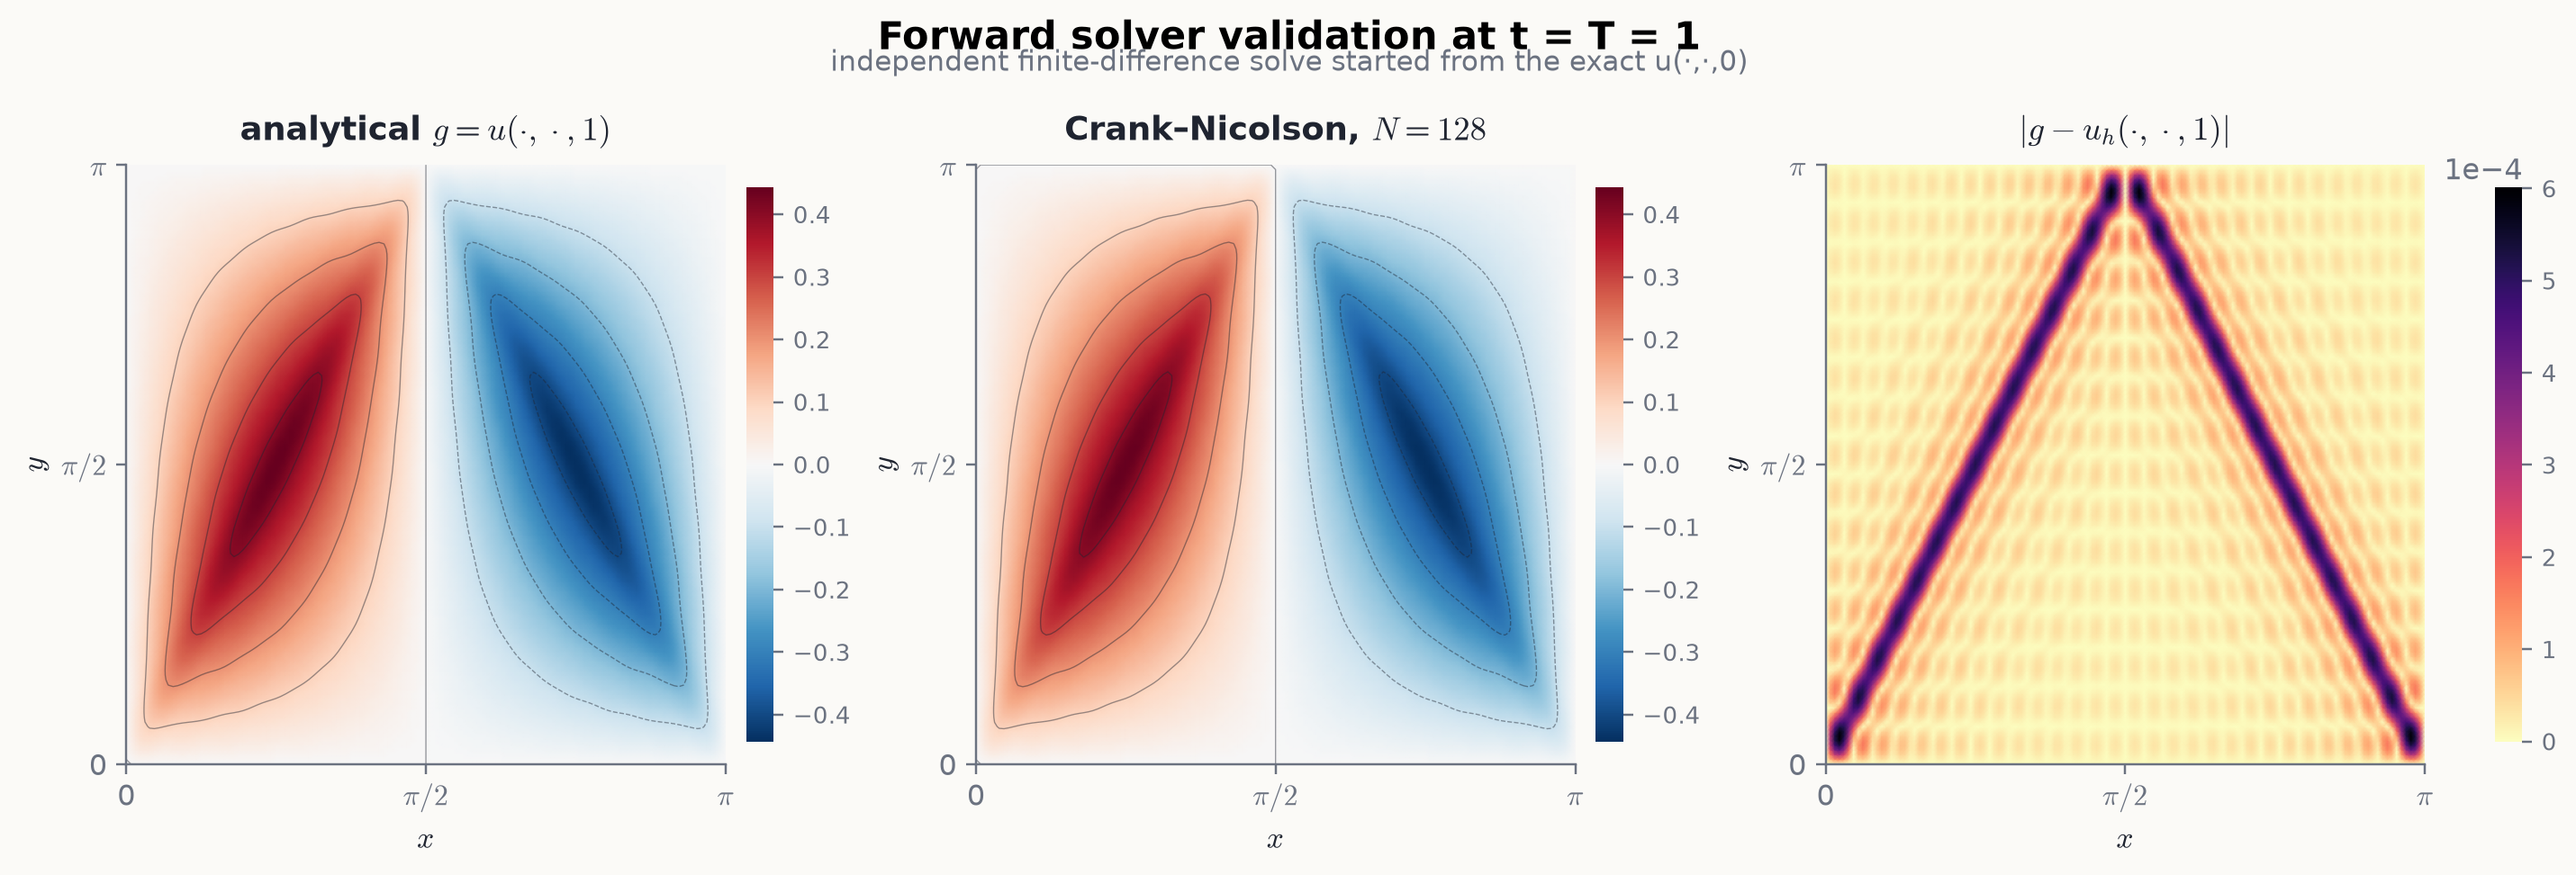 Forward solver validation at t = T = 1
independent finite-difference solve started from the exact u(·,·,0)
analytical g = u(·, ·, 1)
π
π/2
0
y
0
π/2
π
x
0.4
0.3
0.2
0.1
0.0
−0.1
−0.2
−0.3
−0.4
Crank–Nicolson, N = 128
π
π/2
0
y
0
π/2
π
x
0.4
0.3
0.2
0.1
0.0
−0.1
−0.2
−0.3
−0.4
|g − uₕ(·, ·, 1)|
π
π/2
0
y
0
π/2
π
x
1e−4
6
5
4
3
2
1
0